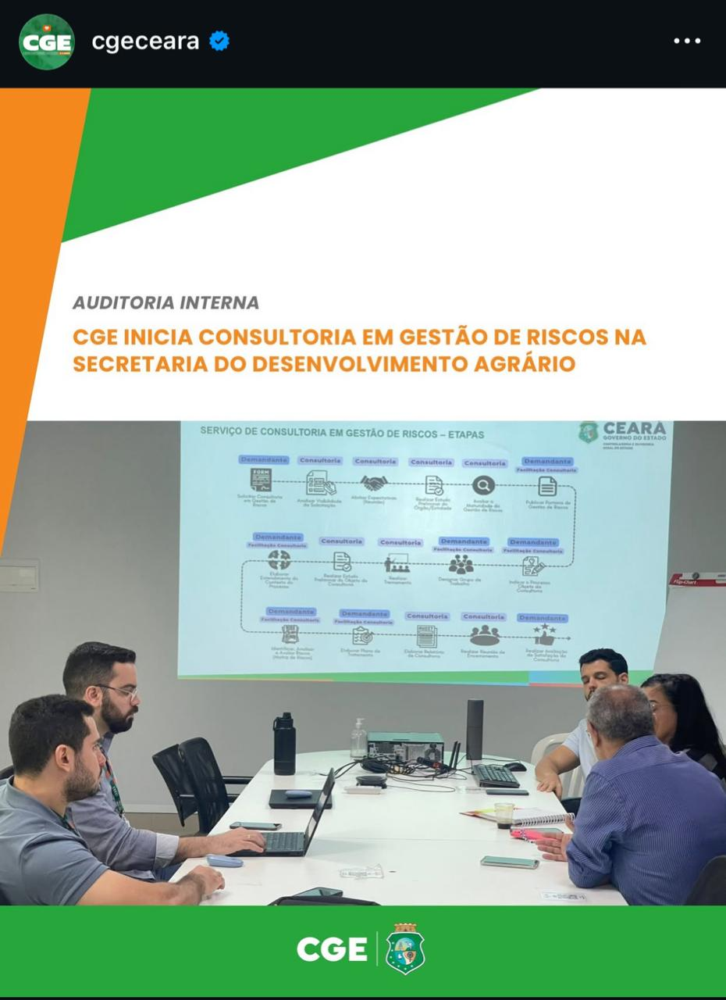 CGE
cgeceara
AUDITORIA INTERNA
CGE INICIA CONSULTORIA EM GESTÃO DE RISCOS NA
SECRETARIA DO DESENVOLVIMENTO AGRÁRIO
SERVIÇO DE CONSULTORIA EM GESTÃO DE RISCOS – ETAPAS
CEARÁ
GOVERNO DO ESTADO
CONTROLADORIA E OUVIDORIA
GERAL DO ESTADO
Demandante Consultoria Consultoria Consultoria Consultoria Demandante
Facilitação Consultoria
FORM
Solicitar Consultoria
em Gestão de
Riscos
Analisar Viabilidade
da Solicitação
Alinhar Expectativas
(Reunião)
Realizar Estudo
Preliminar do
Órgão/Entidade
Avaliar a
Maturidade da
Gestão de Riscos
Publicar Portaria de
Gestão de Riscos
Demandante Consultoria Consultoria Demandante Demandante
Facilitação Consultoria Facilitação Consultoria Facilitação Consultoria
Elaborar
Entendimento do
Contexto do
Processo
Realizar Estudo
Preliminar do Objeto da
Consultoria
Realizar
Treinamento
Designar Grupo de
Trabalho
Indicar o Processo
Objeto da
Consultoria
Demandante Demandante Consultoria Consultoria Demandante
Facilitação Consultoria Facilitação Consultoria
Identificar, Analisar
e Avaliar Riscos
(Matriz de Riscos)
Elaborar Plano de
Tratamento
Elaborar Relatório
de Consultoria
Realizar Reunião de
Encerramento
Realizar Avaliação
de Satisfação da
Consultoria
Flip-Chart
CGE